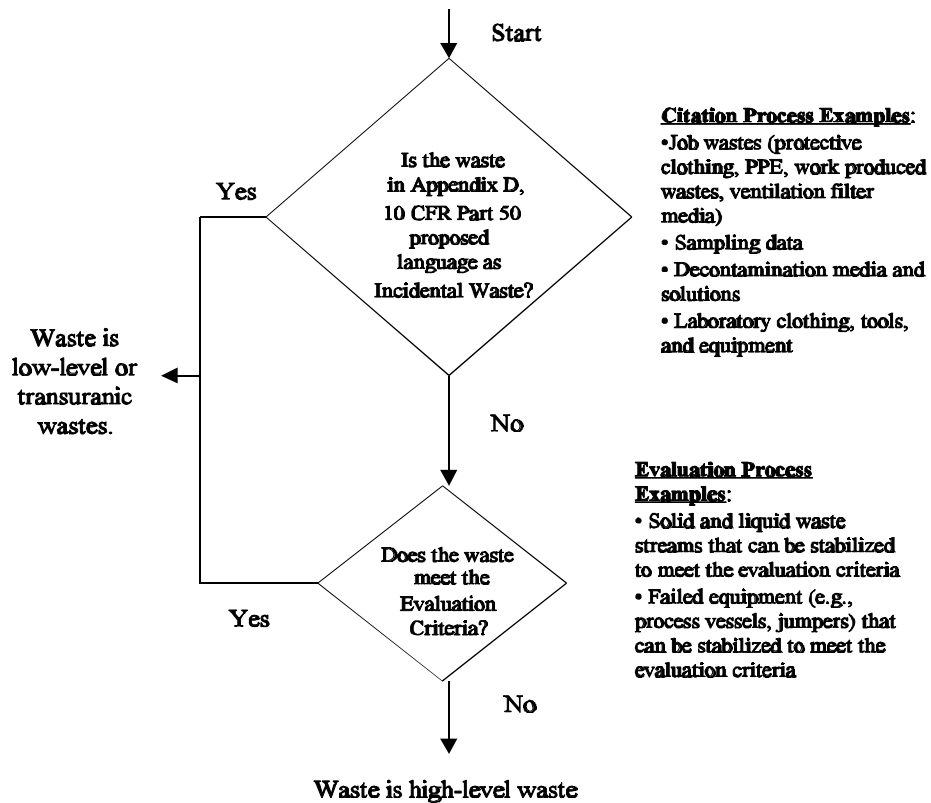 Start
Is the waste
in Appendix D,
10 CFR Part 50
proposed
language as
Incidental Waste?
Yes
Citation Process Examples:
•Job wastes (protective
clothing, PPE, work produced
wastes, ventilation filter
media)
• Sampling data
• Decontamination media and
solutions
• Laboratory clothing, tools,
and equipment
Waste is
low-level or
transuranic
wastes.
No
Evaluation Process
Examples:
• Solid and liquid waste
streams that can be stabilized
to meet the evaluation criteria
• Failed equipment (e.g.,
process vessels, jumpers) that
can be stabilized to meet the
evaluation criteria
Does the waste
meet the
Evaluation
Criteria?
Yes
No
Waste is high-level waste